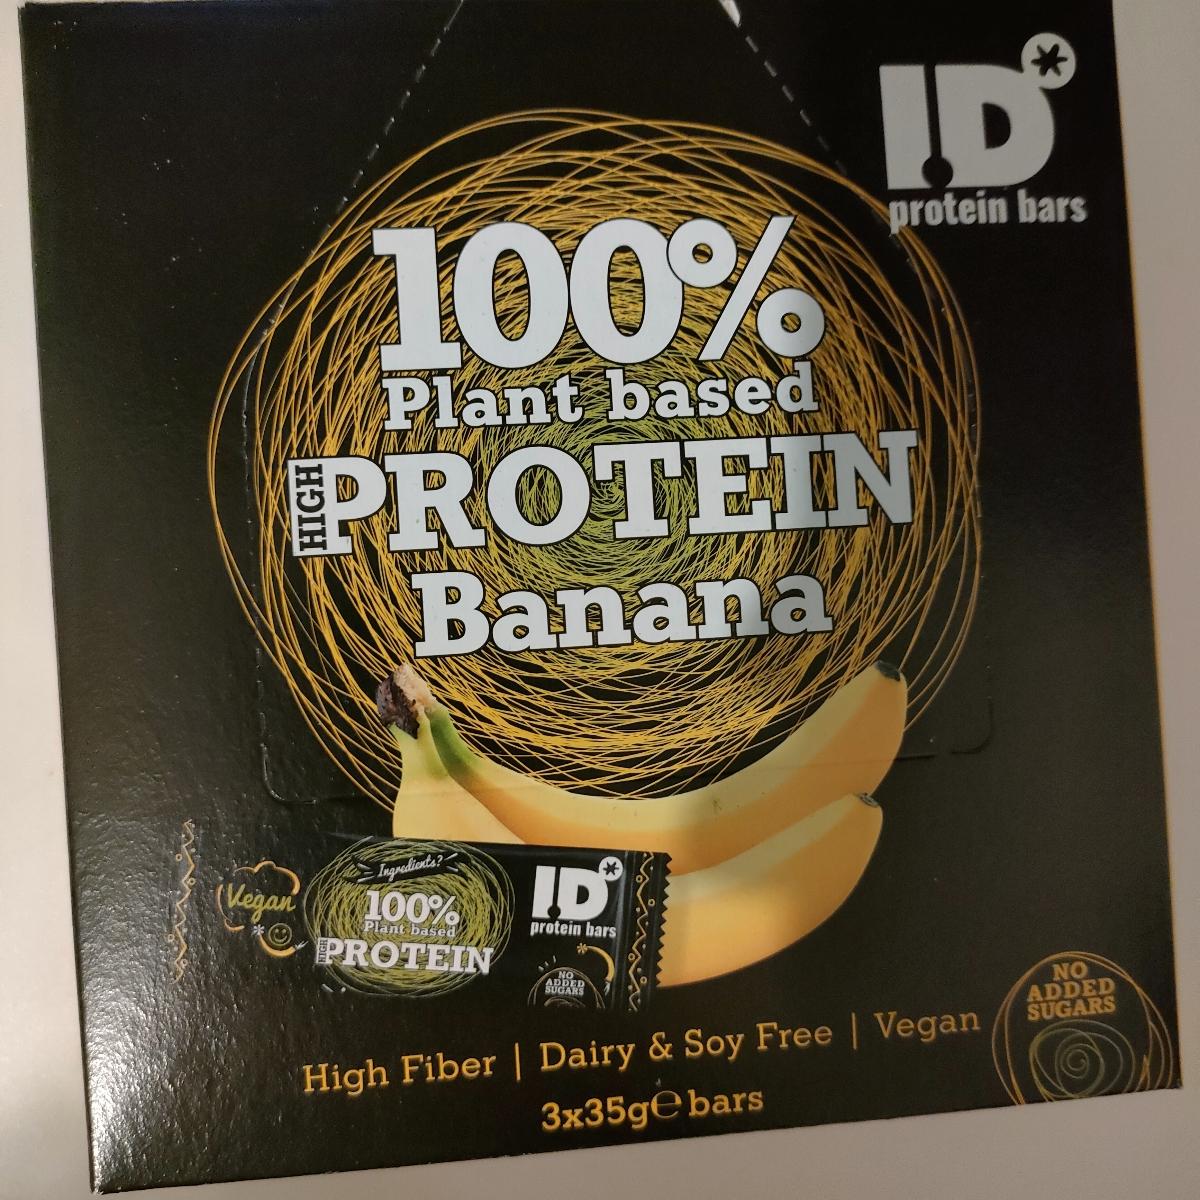 ID*
protein bars
100%
Plant based
HIGH PROTEIN
Banana
Vegan
Ingredients?
100%
Plant based
HIGH PROTEIN
ID*
protein bars
NO
ADDED
SUGARS
NO
ADDED
SUGARS
High Fiber | Dairy & Soy Free | Vegan
3x35g℮ bars